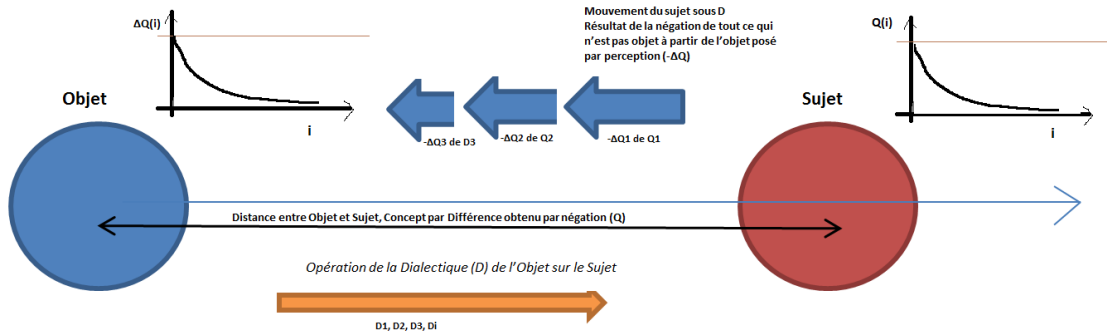 ΔQ(i)
Mouvement du sujet sous D
Résultat de la négation de tout ce qui
n'est pas objet à partir de l'objet posé
par perception (-ΔQ)
Q(i)
Objet
Sujet
i
i
-ΔQ3 de D3
-ΔQ2 de Q2
-ΔQ1 de Q1
Distance entre Objet et Sujet, Concept par Différence obtenu par négation (Q)
Opération de la Dialectique (D) de l'Objet sur le Sujet
D1, D2, D3, Di